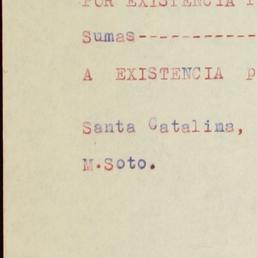 POR EXISTENCIA
Sumas-----------
A EXISTENCIA p
Santa Catalina,
M.Soto.